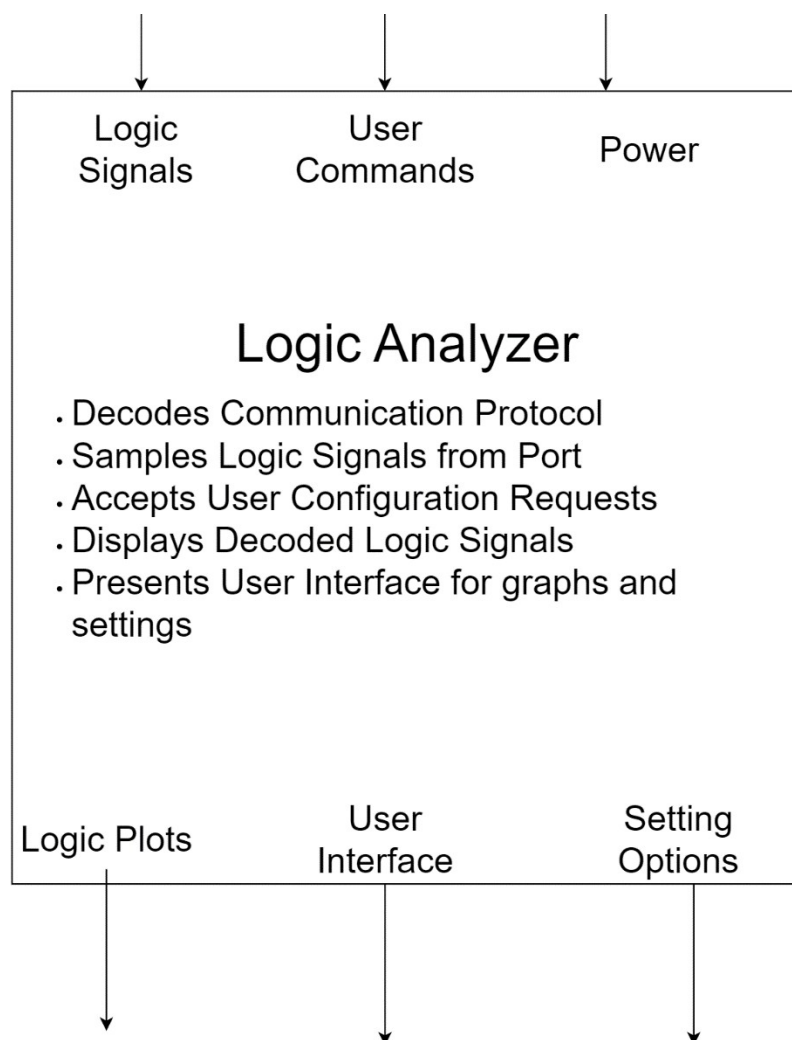 Logic
Signals
User
Commands
Power
Logic Analyzer
• Decodes Communication Protocol
• Samples Logic Signals from Port
• Accepts User Configuration Requests
• Displays Decoded Logic Signals
• Presents User Interface for graphs and
settings
Logic Plots
User
Interface
Setting
Options